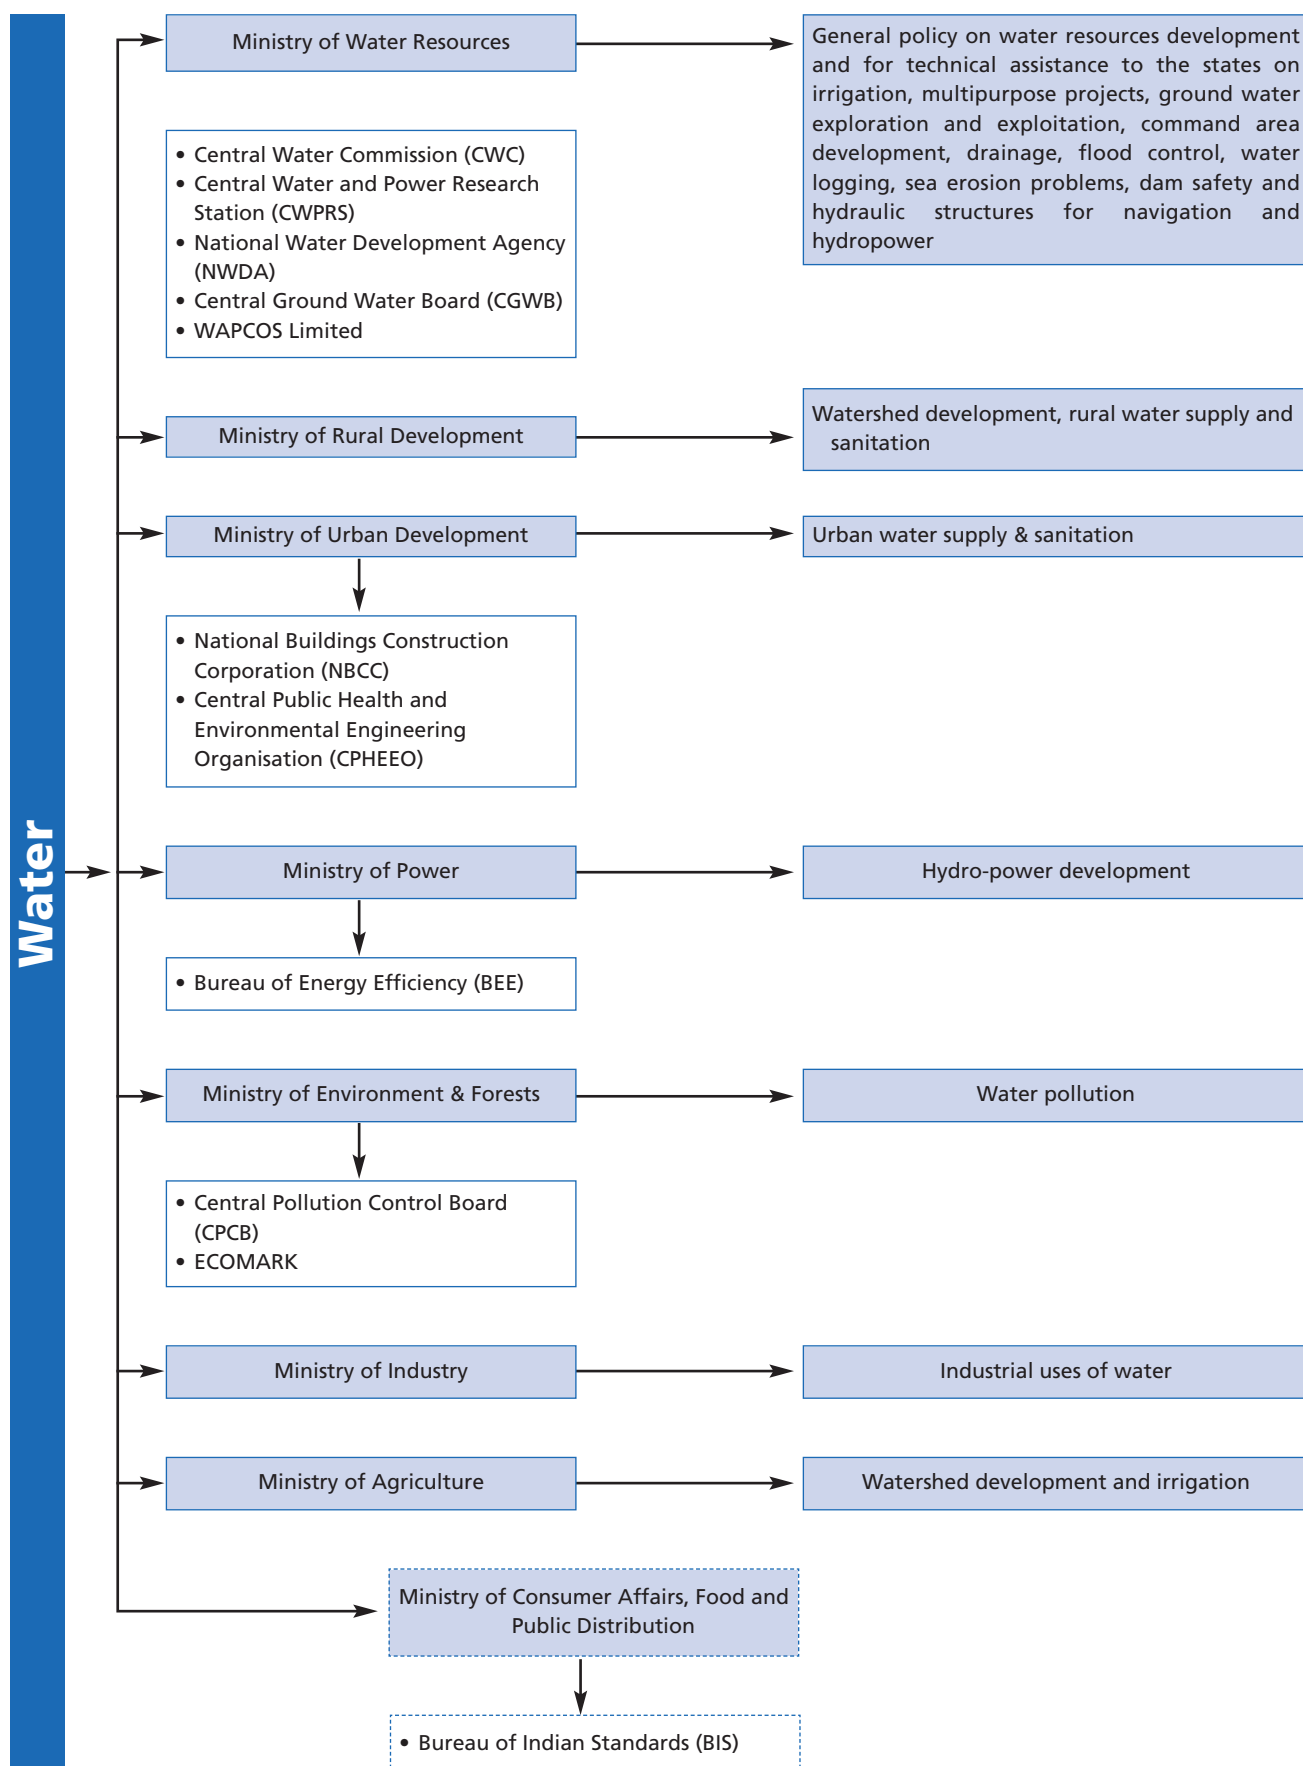 Water
Ministry of Water Resources
General policy on water resources development
and for technical assistance to the states on
irrigation, multipurpose projects, ground water
exploration and exploitation, command area
development, drainage, flood control, water
logging, sea erosion problems, dam safety and
hydraulic structures for navigation and
hydropower
• Central Water Commission (CWC)
• Central Water and Power Research
Station (CWPRS)
• National Water Development Agency
(NWDA)
• Central Ground Water Board (CGWB)
• WAPCOS Limited
Ministry of Rural Development
Watershed development, rural water supply and
sanitation
Ministry of Urban Development
Urban water supply & sanitation
• National Buildings Construction
Corporation (NBCC)
• Central Public Health and
Environmental Engineering
Organisation (CPHEEO)
Ministry of Power
Hydro-power development
• Bureau of Energy Efficiency (BEE)
Ministry of Environment & Forests
Water pollution
• Central Pollution Control Board
(CPCB)
• ECOMARK
Ministry of Industry
Industrial uses of water
Ministry of Agriculture
Watershed development and irrigation
Ministry of Consumer Affairs, Food and
Public Distribution
• Bureau of Indian Standards (BIS)